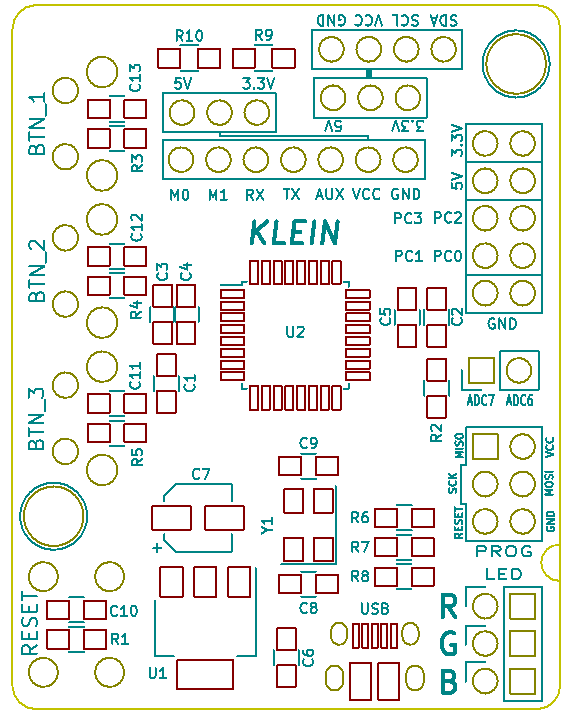 SDA
SCL
VCC
GND
R10
R9
5V
3.3V
5V
3.3V
C13
BTN_1
R3
3.3V
5V
M0
M1
RX
TX
AUX
VCC
GND
PC3
PC2
PC1
PC0
GND
KLEIN
C12
BTN_2
R4
C3
C4
U2
C5
C2
C1
C11
BTN_3
R5
ADC7
ADC6
R2
MISO
VCC
SCK
MOSI
RESET
GND
PROG
C9
C7
Y1
+
R6
R7
R8
C8
LED
RESET
C10
R1
U1
USB
C6
R
G
B